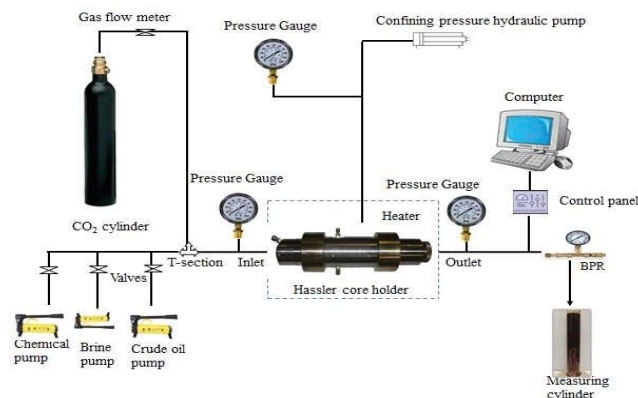 Gas flow meter
Pressure Gauge
Confining pressure hydraulic pump
Computer
Pressure Gauge
Pressure Gauge
Control panel
CO₂ cylinder
Heater
Valves
T-section
Inlet
Outlet
BPR
Hassler core holder
Chemical
pump
Brine
pump
Crude oil
pump
Measuring
cylinder